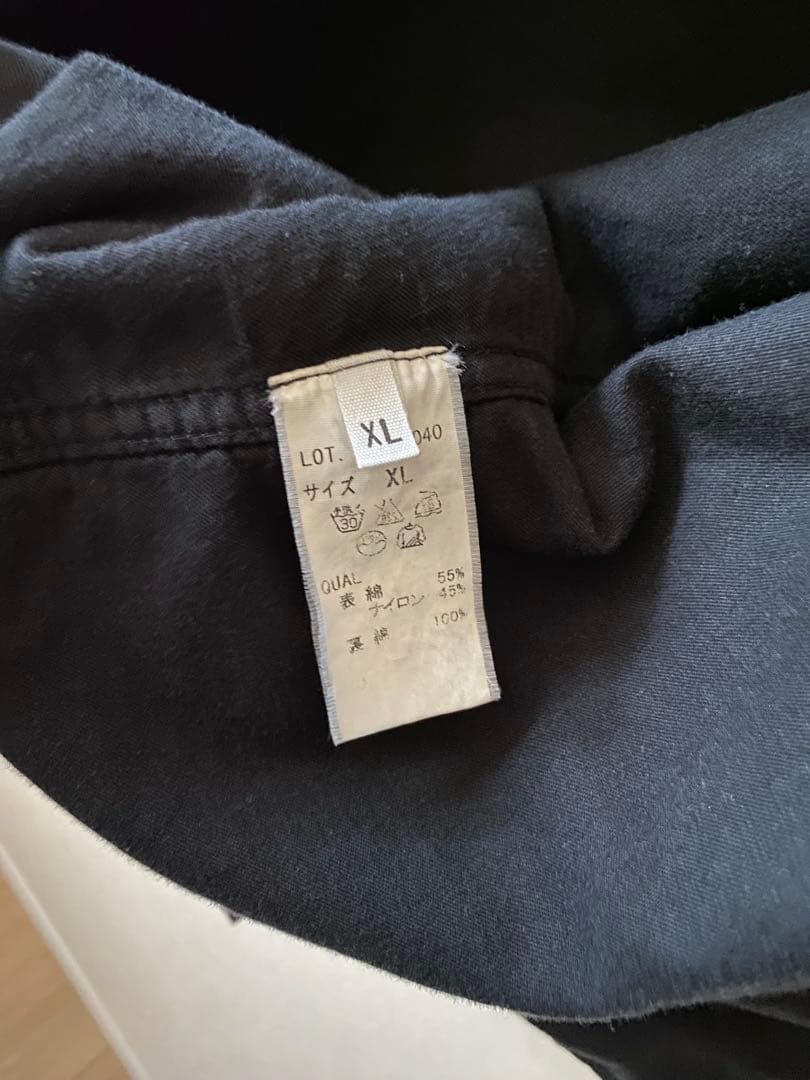 XL
LOT. 040
サイズ XL
30
QUAL
表 綿 55%
ナイロン 45%
裏 綿 100%